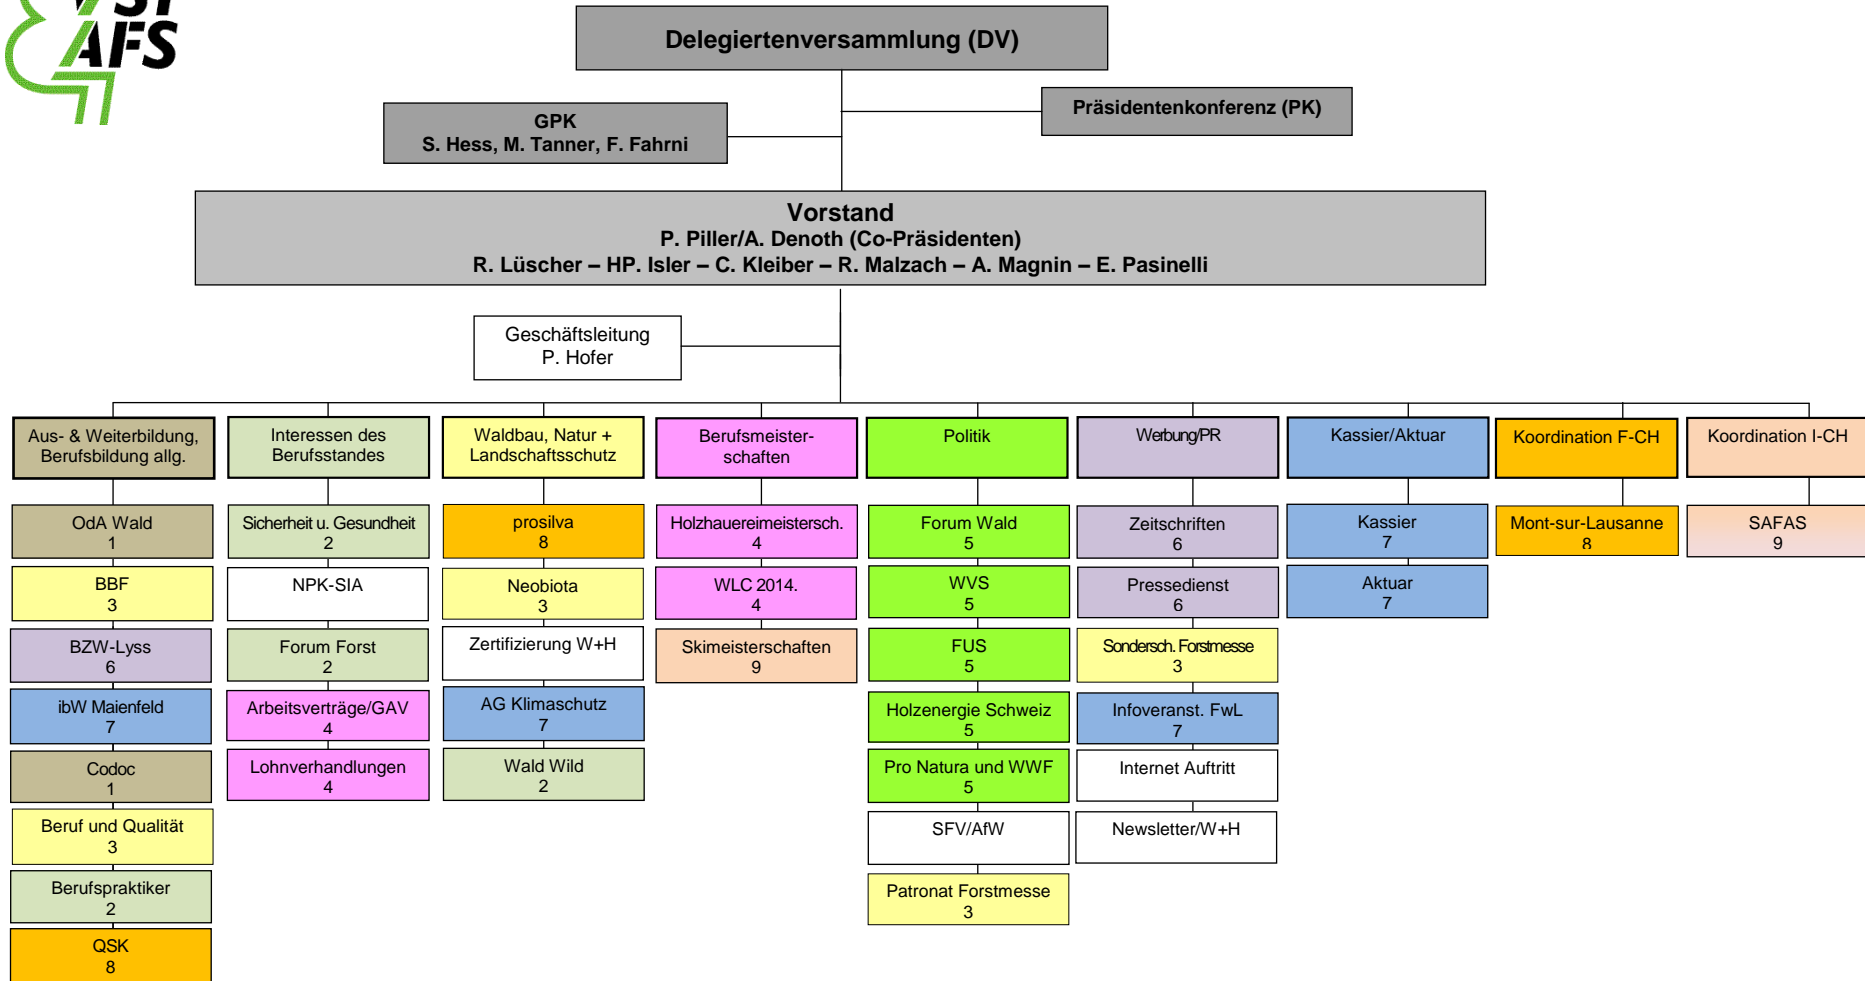 AFS
Delegiertenversammlung (DV)
Präsidentenkonferenz (PK)
GPK
S. Hess, M. Tanner, F. Fahrni
Vorstand
P. Piller/A. Denoth (Co-Präsidenten)
R. Lüscher – HP. Isler – C. Kleiber – R. Malzach – A. Magnin – E. Pasinelli
Geschäftsleitung
P. Hofer
Aus- & Weiterbildung,
Berufsbildung allg.
OdA Wald
1
BBF
3
BZW-Lyss
6
ibW Maienfeld
7
Codoc
1
Beruf und Qualität
3
Berufspraktiker
2
QSK
8
Interessen des
Berufsstandes
Sicherheit u. Gesundheit
2
NPK-SIA
Forum Forst
2
Arbeitsverträge/GAV
4
Lohnverhandlungen
4
Waldbau, Natur +
Landschaftsschutz
prosilva
8
Neobiota
3
Zertifizierung W+H
AG Klimaschutz
7
Wald Wild
2
Berufsmeister-
schaften
Holzhauereimeistersch.
4
WLC 2014.
4
Skimeisterschaften
9
Politik
Forum Wald
5
WVS
5
FUS
5
Holzenergie Schweiz
5
Pro Natura und WWF
5
SFV/AfW
Patronat Forstmesse
3
Werbung/PR
Zeitschriften
6
Pressedienst
6
Sondersch. Forstmesse
3
Infoveranst. FwL
7
Internet Auftritt
Newsletter/W+H
Kassier/Aktuar
Kassier
7
Aktuar
7
Koordination F-CH
Mont-sur-Lausanne
8
Koordination I-CH
SAFAS
9